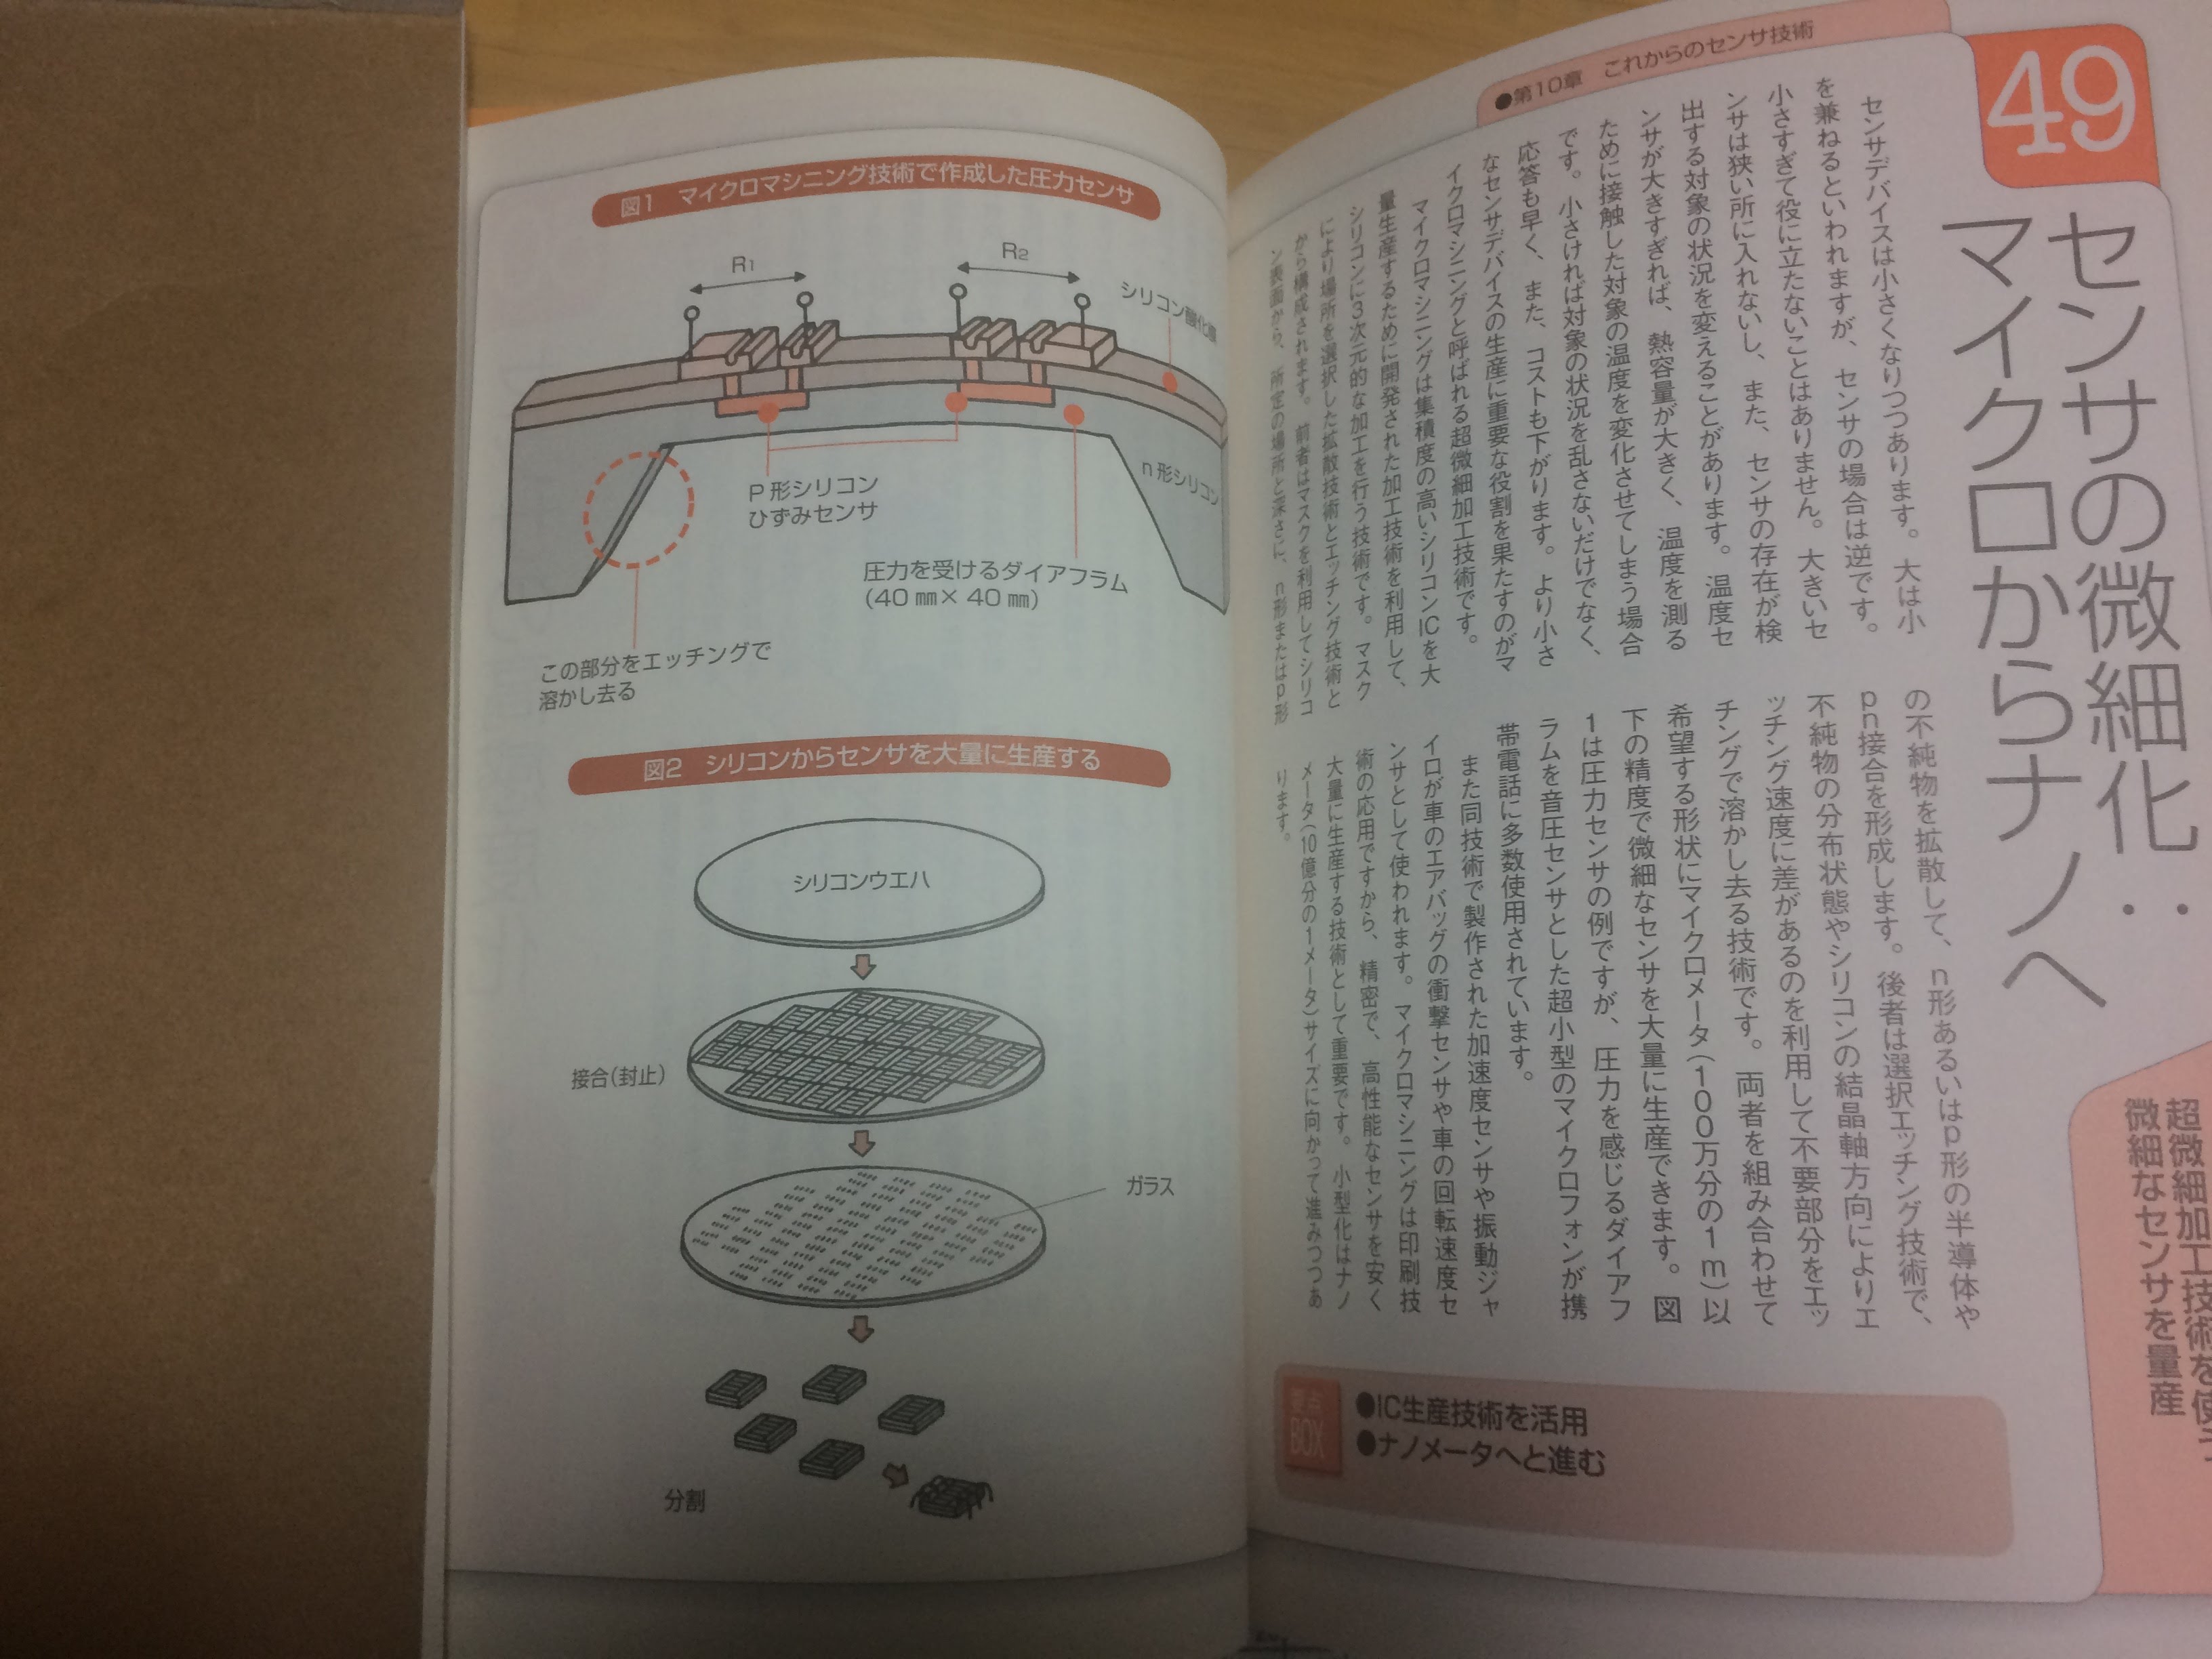 ●第10章 これからのセンサ技術
49
センサの微細化:
マイクロからナノへ
超微細加工技術を使
微細なセンサを量産
センサデバイスは小さくなりつつあります。大は小
を兼ねるといわれますが、センサの場合は逆です。
小さすぎて役に立たないことはありません。大きいセ
ンサは狭い所に入れないし、また、センサの存在が検
出する対象の状況を変えることがあります。温度セ
ンサが大きすぎれば、熱容量が大きく、温度を測る
ために接触した対象の温度を変化させてしまう場合
です。小さければ対象の状況を乱さないだけでなく、
応答も早く、また、コストも下がります。より小さ
なセンサデバイスの生産に重要な役割を果たすのがマ
イクロマシニングと呼ばれる超微細加工技術です。
マイクロマシニングは集積度の高いシリコンICを大
量生産するために開発された加工技術を利用して、
シリコンに3次元的な加工を行う技術です。マスク
により場所を選択した拡散技術とエッチング技術と
から構成されます。前者はマスクを利用してシリコ
ン表面から、所定の場所と深さに、n形またはp形
の不純物を拡散して、n形あるいはp形の半導体や
pn接合を形成します。後者は選択エッチング技術で、
不純物の分布状態やシリコンの結晶軸方向によりエ
ッチング速度に差があるのを利用して不要部分をエッ
チングで溶かし去る技術です。両者を組み合わせて
希望する形状にマイクロメータ(100万分の1m)以
下の精度で微細なセンサを大量に生産できます。図
1は圧力センサの例ですが、圧力を感じるダイアフ
ラムを音圧センサとした超小型のマイクロフォンが携
帯電話に多数使用されています。
また同技術で製作された加速度センサや振動ジャ
イロが車のエアバッグの衝撃センサや車の回転速度セ
ンサとして使われます。マイクロマシニングは印刷技
術の応用ですから、精密で、高性能なセンサを安く
大量に生産する技術として重要です。小型化はナノ
メータ(10億分の1メータ)サイズに向かって進みつつあ
ります。
要点
BOX
●IC生産技術を活用
●ナノメータへと進む
図1 マイクロマシニング技術で作成した圧力センサ
R1
R2
シリコン酸化膜
n形シリコン
P形シリコン
ひずみセンサ
圧力を受けるダイアフラム
(40㎜×40㎜)
この部分をエッチングで
溶かし去る
図2 シリコンからセンサを大量に生産する
シリコンウエハ
接合(封止)
ガラス
分割